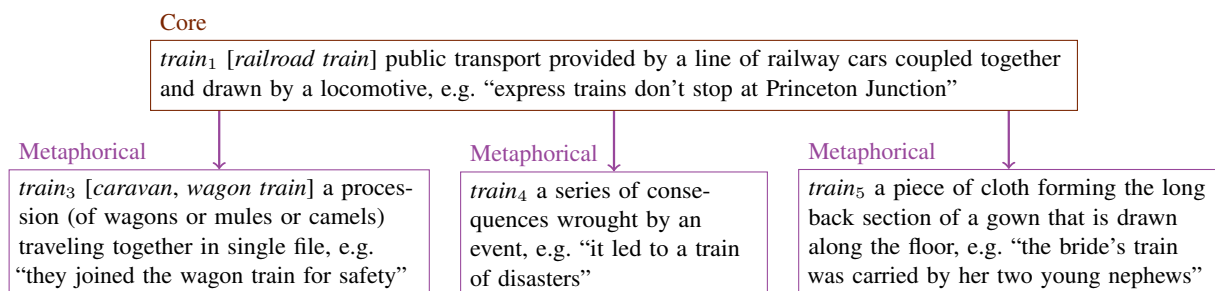 Core
train₁ [railroad train] public transport provided by a line of railway cars coupled together
and drawn by a locomotive, e.g. “express trains don’t stop at Princeton Junction”
Metaphorical
train₃ [caravan, wagon train] a proces-
sion (of wagons or mules or camels)
traveling together in single file, e.g.
“they joined the wagon train for safety”
Metaphorical
train₄ a series of conse-
quences wrought by an
event, e.g. “it led to a train
of disasters”
Metaphorical
train₅ a piece of cloth forming the long
back section of a gown that is drawn
along the floor, e.g. “the bride’s train
was carried by her two young nephews”